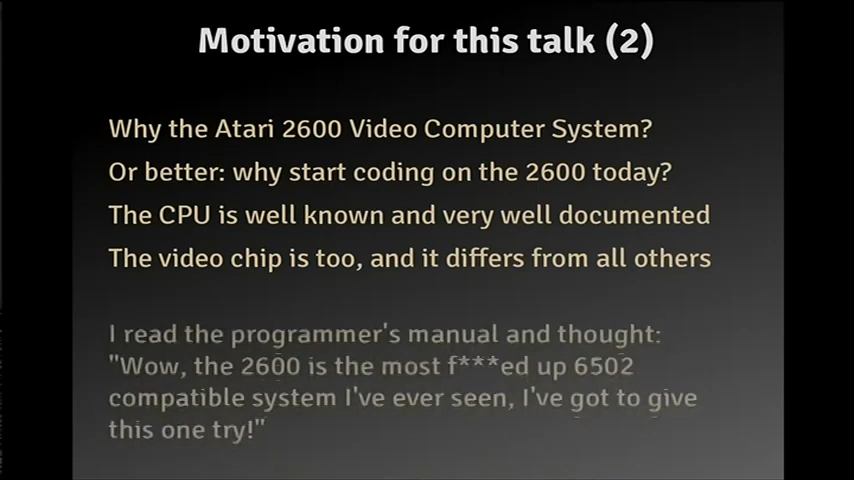 Motivation for this talk (2)
Why the Atari 2600 Video Computer System?
Or better: why start coding on the 2600 today?
The CPU is well known and very well documented
The video chip is too, and it differs from all others
I read the programmer's manual and thought:
"Wow, the 2600 is the most f***ed up 6502
compatible system I've ever seen, I've got to give
this one try!"